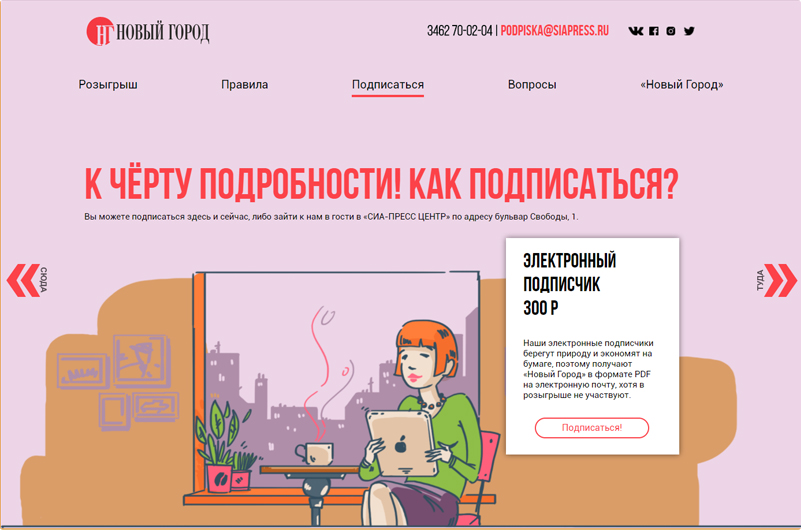 НГ НОВЫЙ ГОРОД
3462 70-02-04 | PODPISKA@SIAPRESS.RU
Розыгрыш Правила Подписаться Вопросы «Новый Город»
К ЧЁРТУ ПОДРОБНОСТИ! КАК ПОДПИСАТЬСЯ?
Вы можете подписаться здесь и сейчас, либо зайти к нам в гости в «СИА-ПРЕСС ЦЕНТР» по адресу бульвар Свободы, 1.
СЮДА
ТУДА
ЭЛЕКТРОННЫЙ
ПОДПИСЧИК
300 Р
Наши электронные подписчики
берегут природу и экономят на
бумаге, поэтому получают
«Новый Город» в формате PDF
на электронную почту, хотя в
розыгрыше не участвуют.
Подписаться!